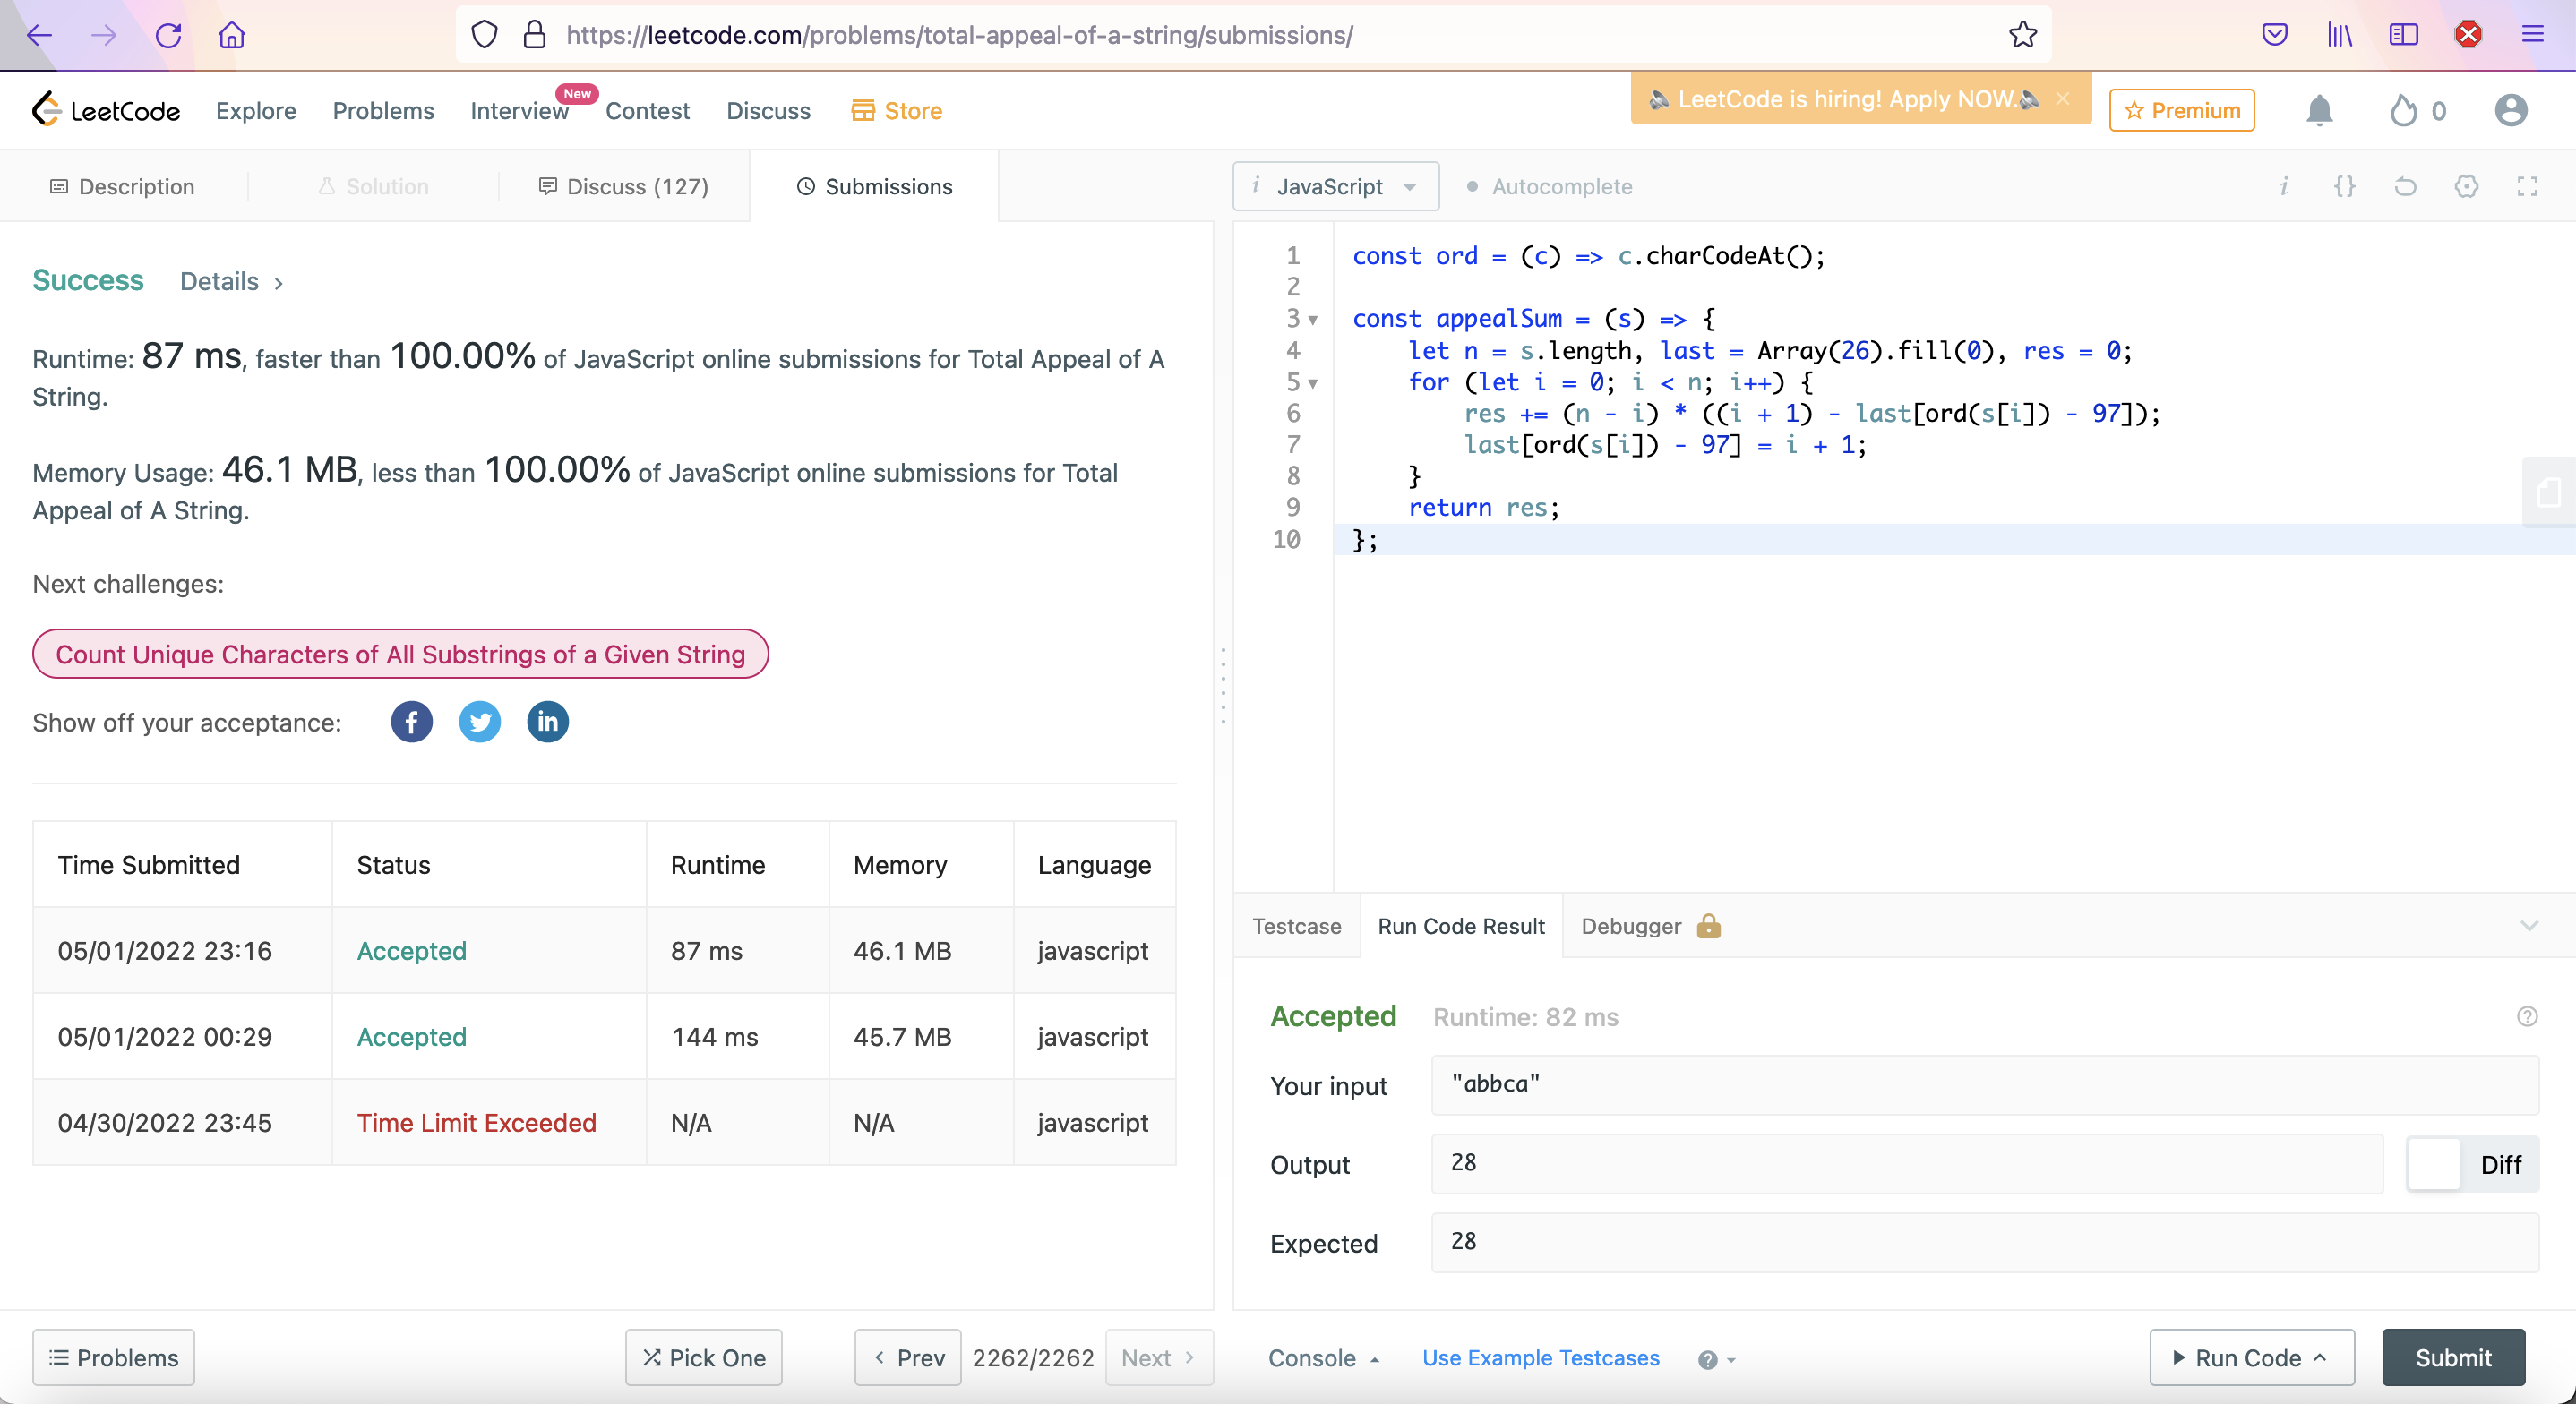 https://leetcode.com/problems/total-appeal-of-a-string/submissions/
LeetCode Explore Problems Interview New Contest Discuss Store LeetCode is hiring! Apply NOW. Premium 0
Description Solution Discuss (127) Submissions
JavaScript Autocomplete
Success Details
Runtime: 87 ms, faster than 100.00% of JavaScript online submissions for Total Appeal of A
String.
Memory Usage: 46.1 MB, less than 100.00% of JavaScript online submissions for Total
Appeal of A String.
Next challenges:
Count Unique Characters of All Substrings of a Given String
Show off your acceptance:
Time Submitted Status Runtime Memory Language
05/01/2022 23:16 Accepted 87 ms 46.1 MB javascript
05/01/2022 00:29 Accepted 144 ms 45.7 MB javascript
04/30/2022 23:45 Time Limit Exceeded N/A N/A javascript
Problems Pick One Prev 2262/2262 Next
1 const ord = (c) => c.charCodeAt();
2
3 const appealSum = (s) => {
4 let n = s.length, last = Array(26).fill(0), res = 0;
5 for (let i = 0; i < n; i++) {
6 res += (n - i) * ((i + 1) - last[ord(s[i]) - 97]);
7 last[ord(s[i]) - 97] = i + 1;
8 }
9 return res;
10 };
Testcase Run Code Result Debugger
Accepted Runtime: 82 ms
Your input "abbca"
Output 28 Diff
Expected 28
Console Use Example Testcases Run Code Submit